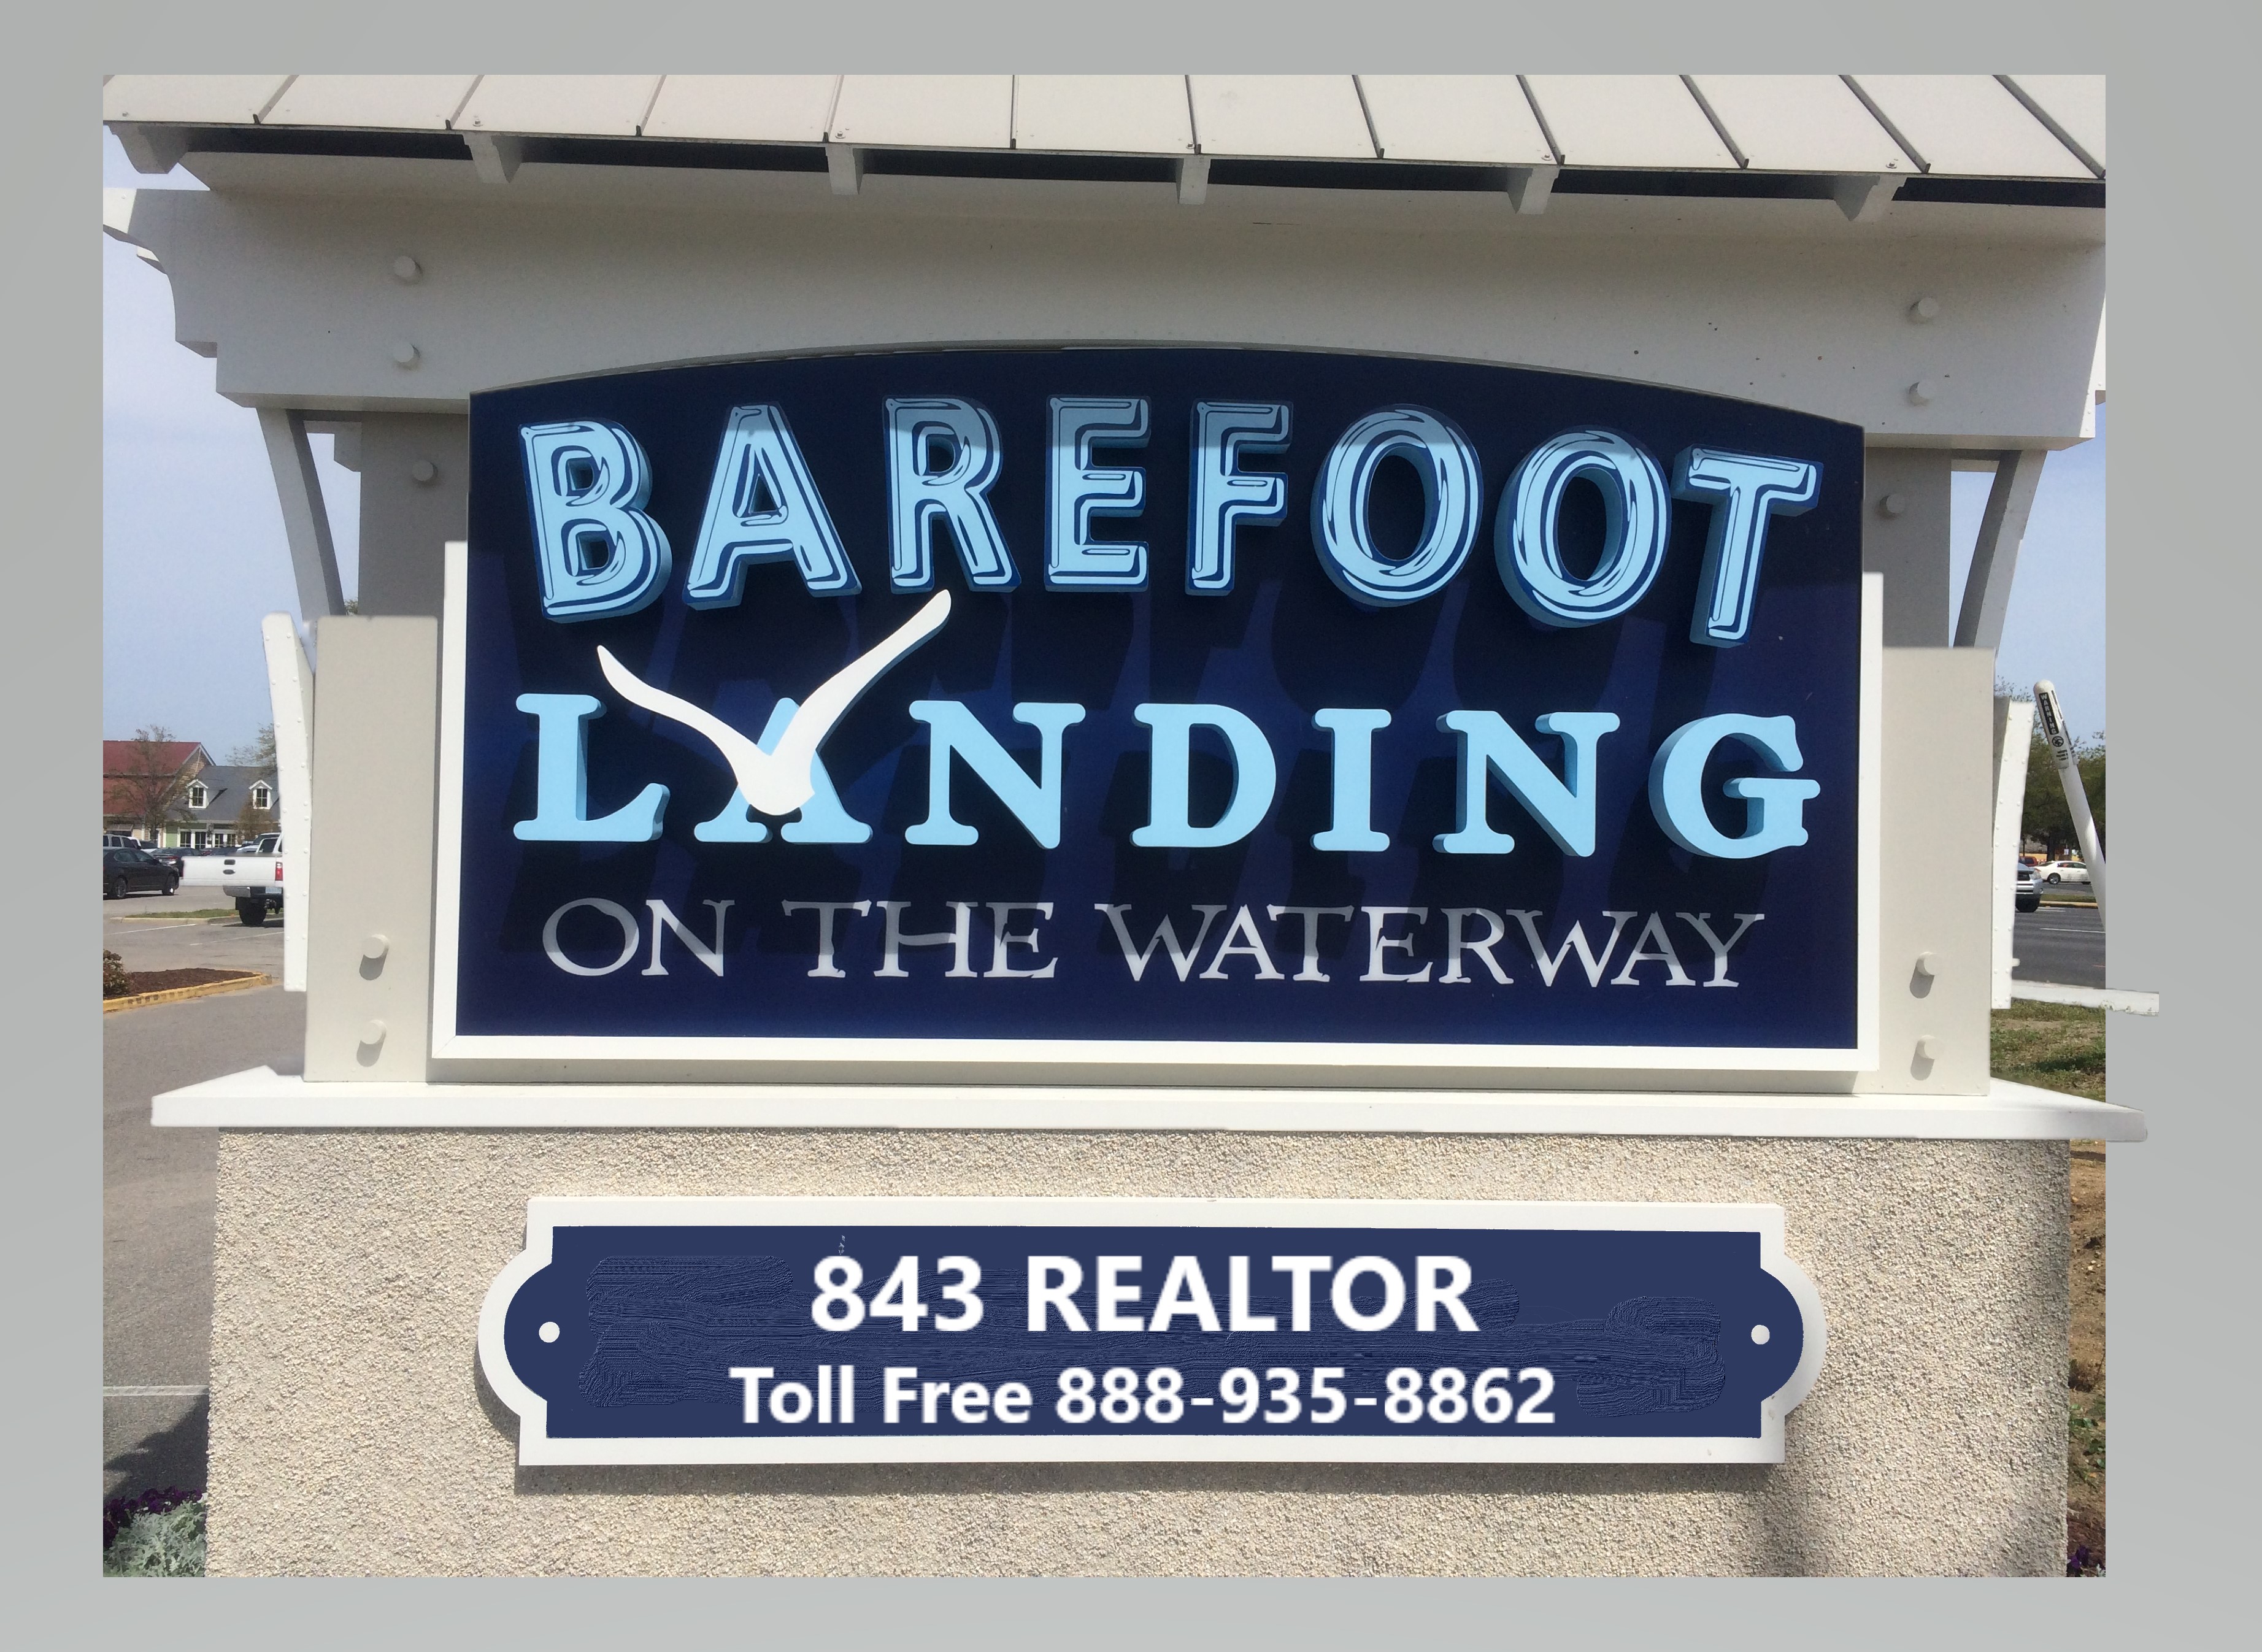 BAREFOOT
LANDING
ON THE WATERWAY
843 REALTOR
Toll Free 888-935-8862